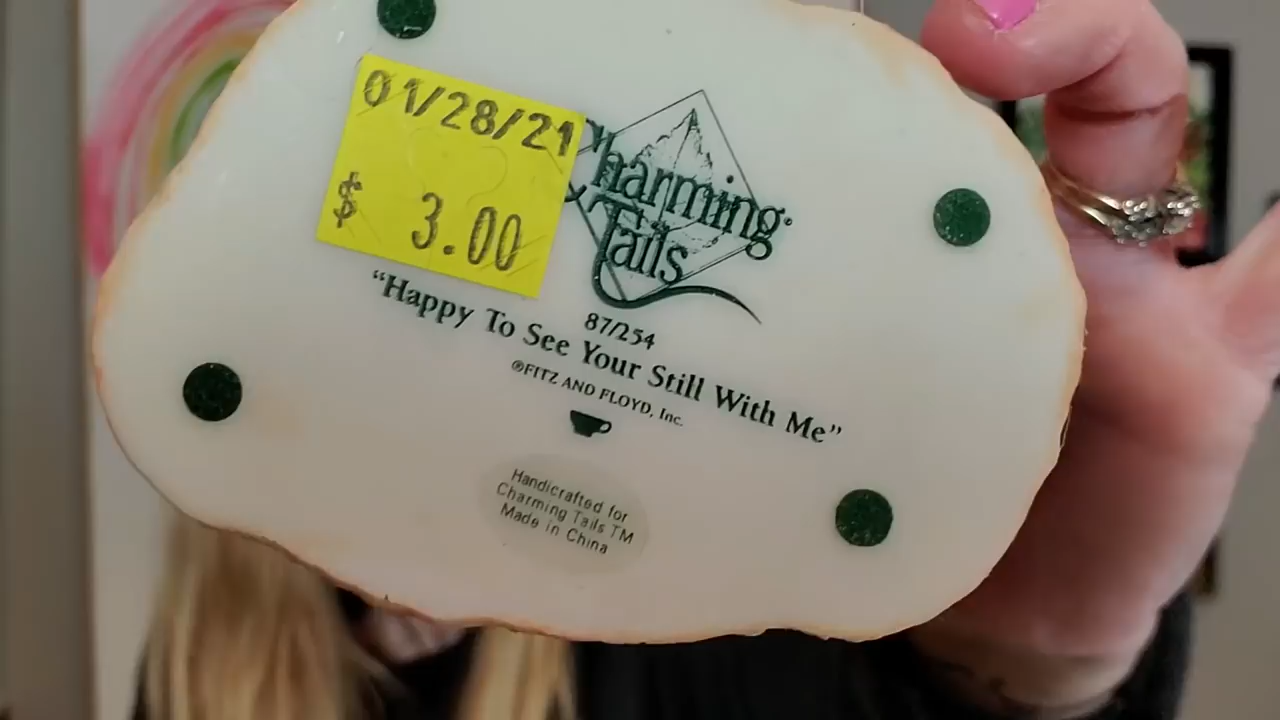 01/28/21
$ 3.00
Charming
Tails
87/254
“Happy To See Your Still With Me”
©FITZ AND FLOYD, Inc.
Handicrafted for
Charming Tails TM
Made in China